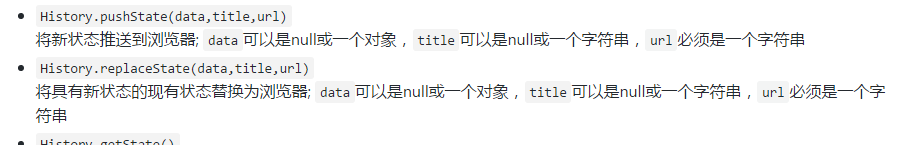 History.pushState(data,title,url)
将新状态推送到浏览器; data 可以是null或一个对象，title 可以是null或一个字符串，url 必须是一个字符串
History.replaceState(data,title,url)
将具有新状态的现有状态替换为浏览器; data 可以是null或一个对象，title 可以是null或一个字符串，url 必须是一个字
符串
History.getState()